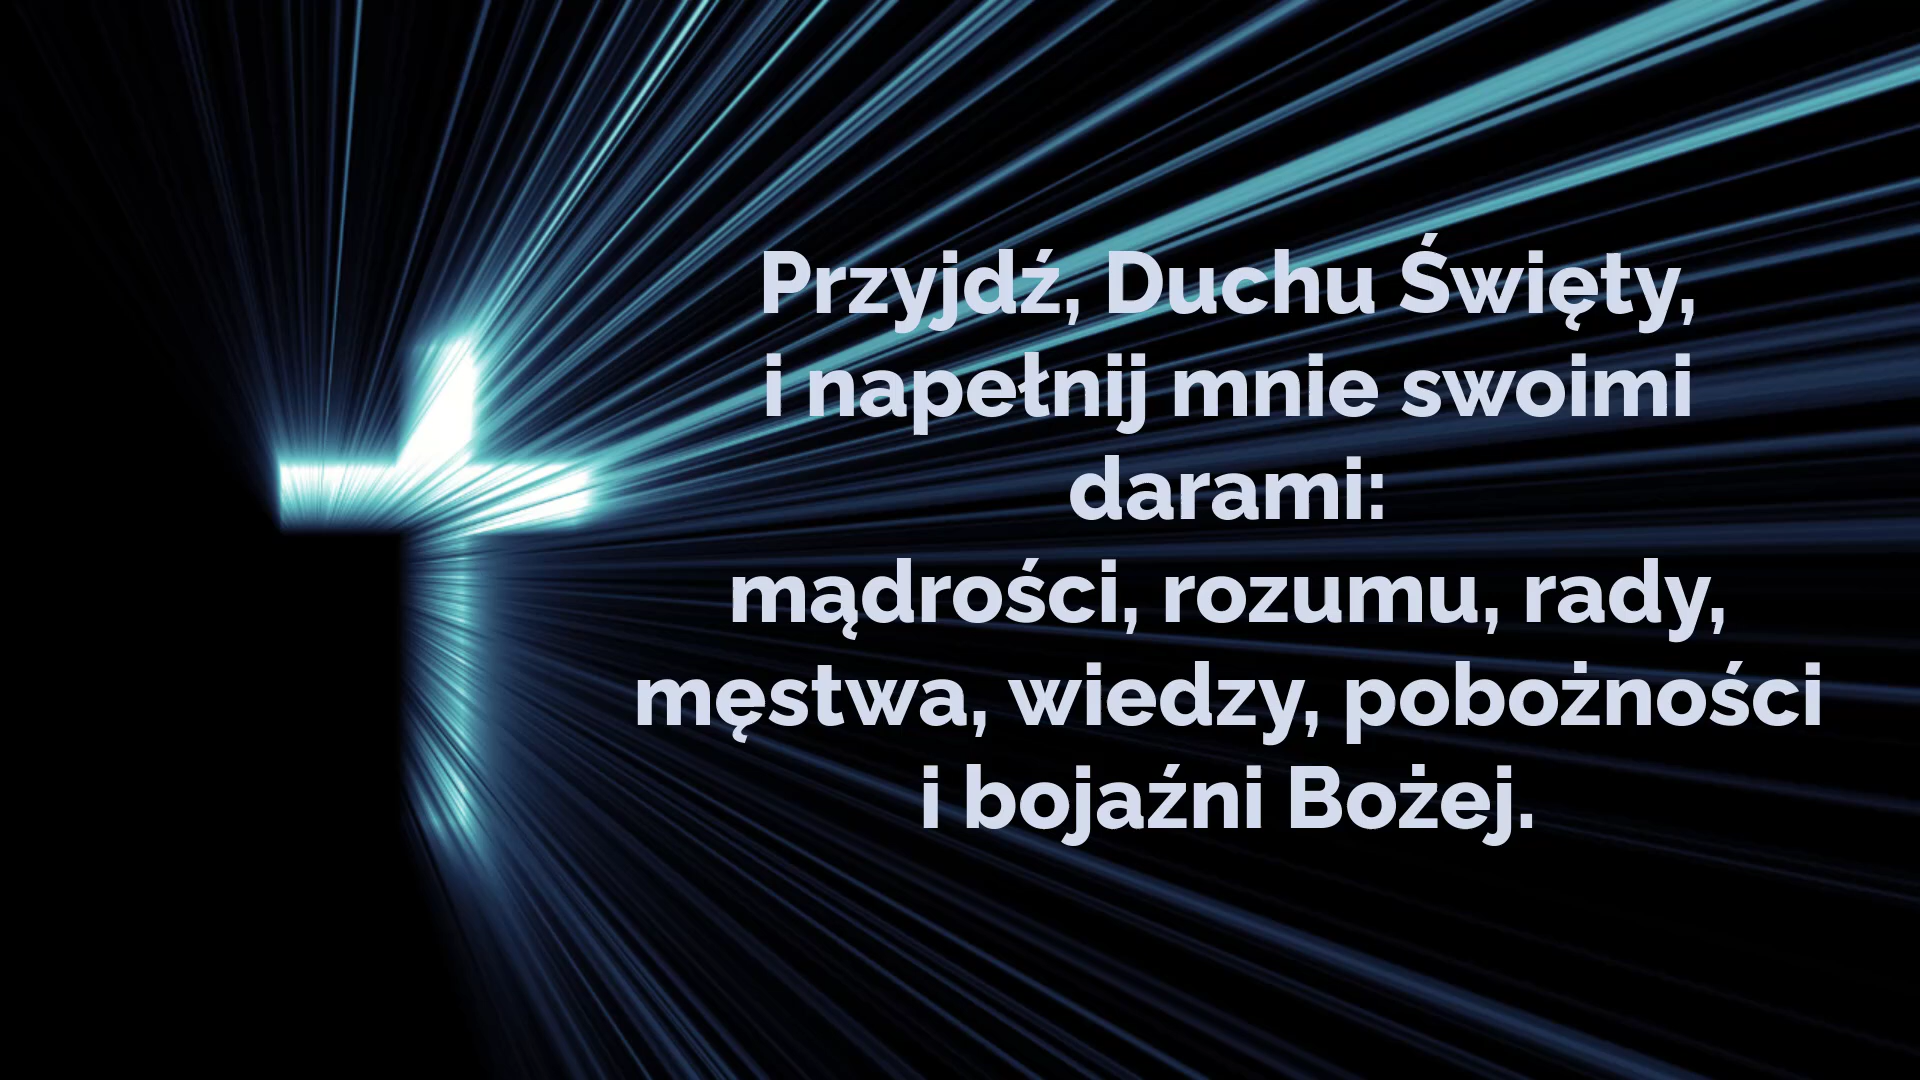 Przyjdź, Duchu Święty,
i napełnij mnie swoimi
darami:
mądrości, rozumu, rady,
męstwa, wiedzy, pobożności
i bojaźni Bożej.